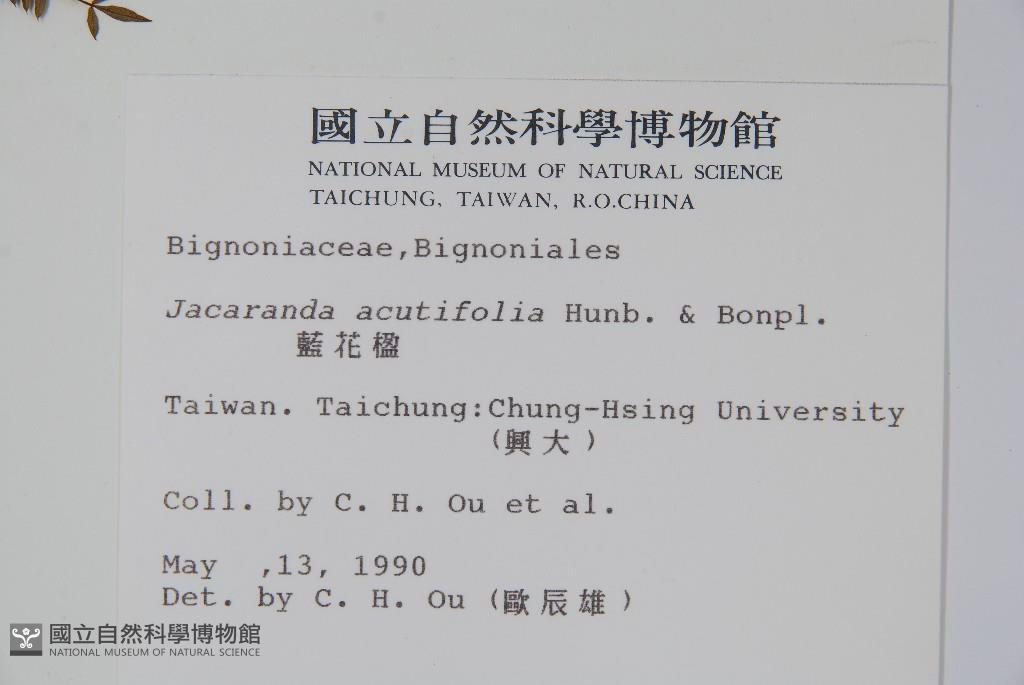 國立自然科學博物館
NATIONAL MUSEUM OF NATURAL SCIENCE
TAICHUNG, TAIWAN, R.O.CHINA
Bignoniaceae,Bignoniales
Jacaranda acutifolia Hunb. & Bonpl.
藍花楹
Taiwan. Taichung:Chung-Hsing University
(興大)
Coll. by C. H. Ou et al.
May ,13, 1990
Det. by C. H. Ou (歐辰雄)
國立自然科學博物館
NATIONAL MUSEUM OF NATURAL SCIENCE